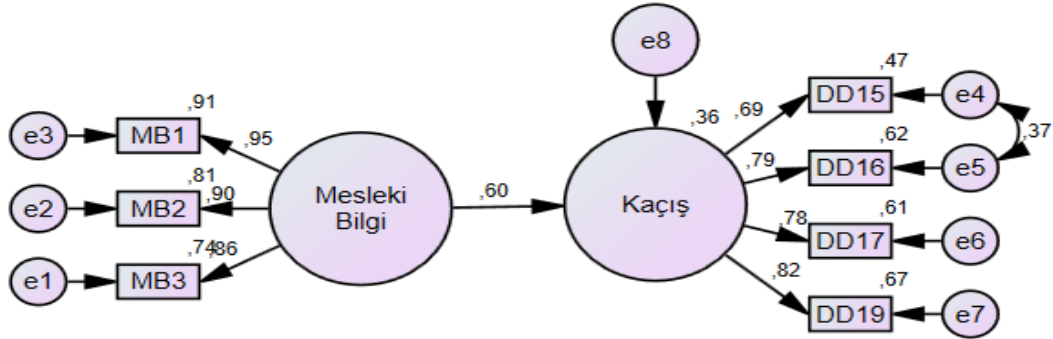 e8
,47
,91
,36
,69
DD15
e4
e3
MB1
,95
,62
,37
,79
DD16
e5
,81
Mesleki
Bilgi
,60
Kaçış
e2
MB2
,90
,61
,78
DD17
e6
,74
,86
e1
MB3
,82
,67
DD19
e7